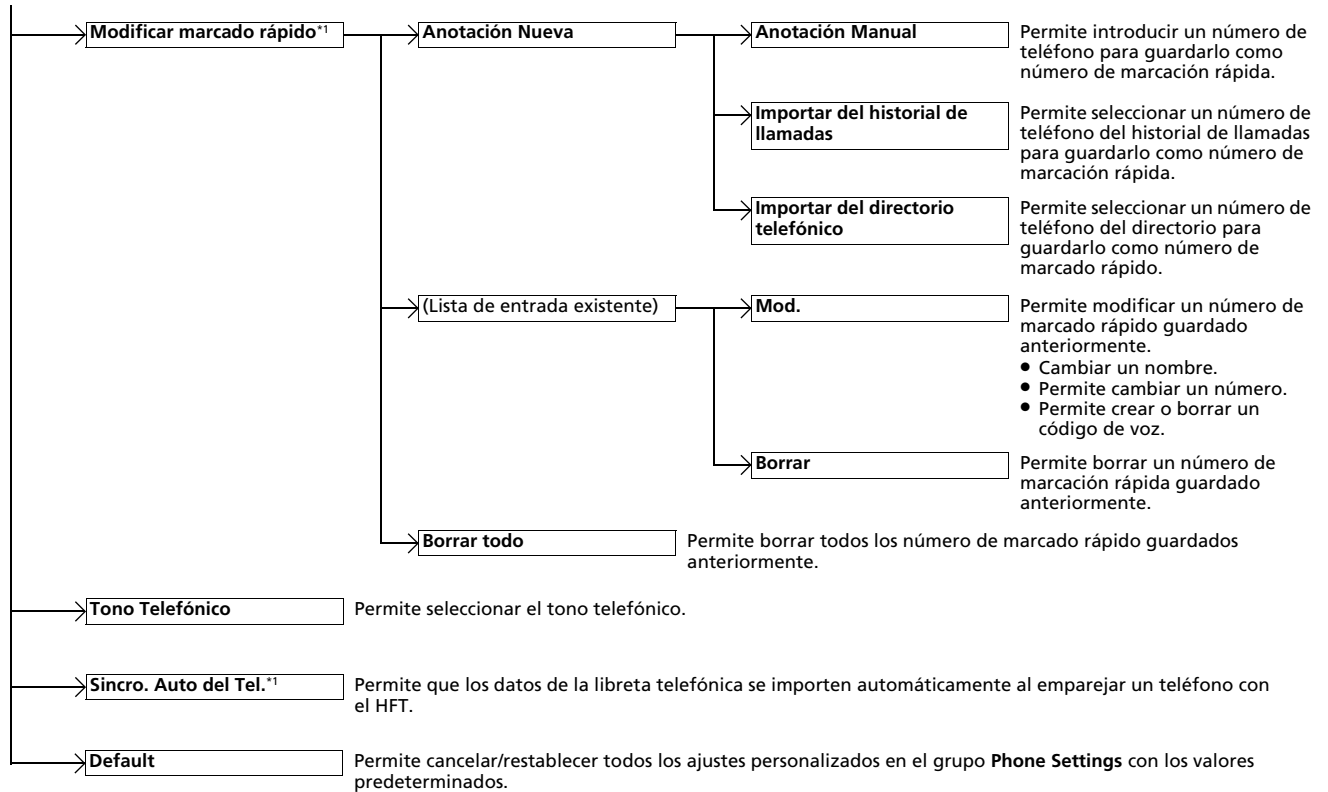 Modificar marcado rápido*1
Anotación Nueva
Anotación Manual
Permite introducir un número de
teléfono para guardarlo como
número de marcación rápida.
Importar del historial de
llamadas
Permite seleccionar un número de
teléfono del historial de llamadas
para guardarlo como número de
marcación rápida.
Importar del directorio
telefónico
Permite seleccionar un número de
teléfono del directorio para
guardarlo como número de
marcado rápido.
(Lista de entrada existente)
Mod.
Permite modificar un número de
marcado rápido guardado
anteriormente.
● Cambiar un nombre.
● Permite cambiar un número.
● Permite crear o borrar un
código de voz.
Borrar
Permite borrar un número de
marcación rápida guardado
anteriormente.
Borrar todo
Permite borrar todos los número de marcado rápido guardados
anteriormente.
Tono Telefónico
Permite seleccionar el tono telefónico.
Sincro. Auto del Tel.*1
Permite que los datos de la libreta telefónica se importen automáticamente al emparejar un teléfono con
el HFT.
Default
Permite cancelar/restablecer todos los ajustes personalizados en el grupo Phone Settings con los valores
predeterminados.